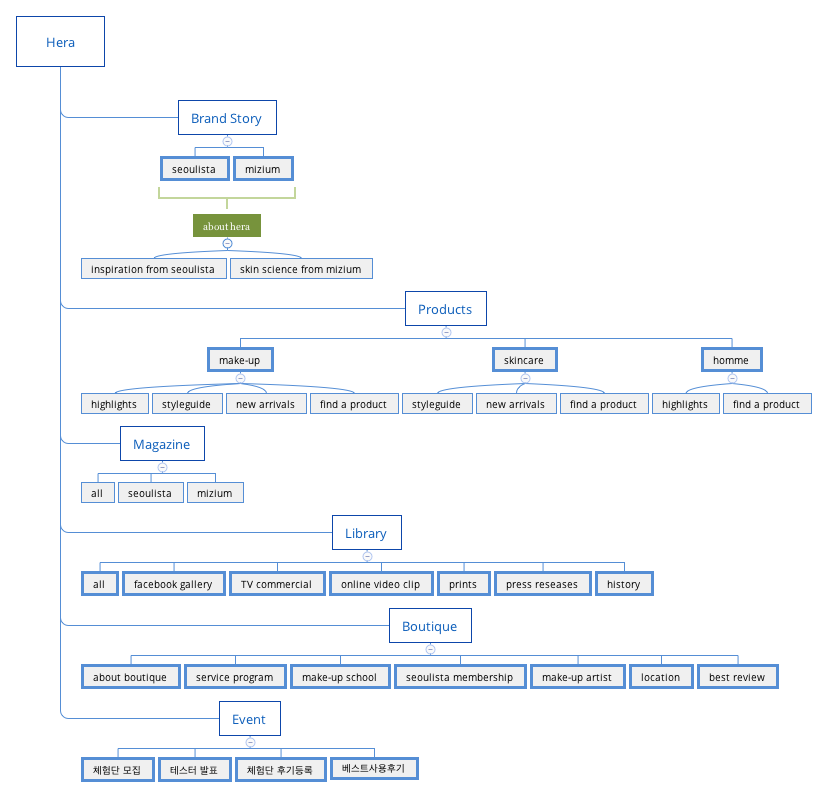 Hera
Brand Story
seoulista
mizium
about hera
inspiration from seoulista
skin science from mizium
Products
make-up
skincare
homme
highlights
styleguide
new arrivals
find a product
styleguide
new arrivals
find a product
highlights
find a product
Magazine
all
seoulista
mizium
Library
all
facebook gallery
TV commercial
online video clip
prints
press reseases
history
Boutique
about boutique
service program
make-up school
seoulista membership
make-up artist
location
best review
Event
체험단 모집
테스터 발표
체험단 후기등록
베스트사용후기